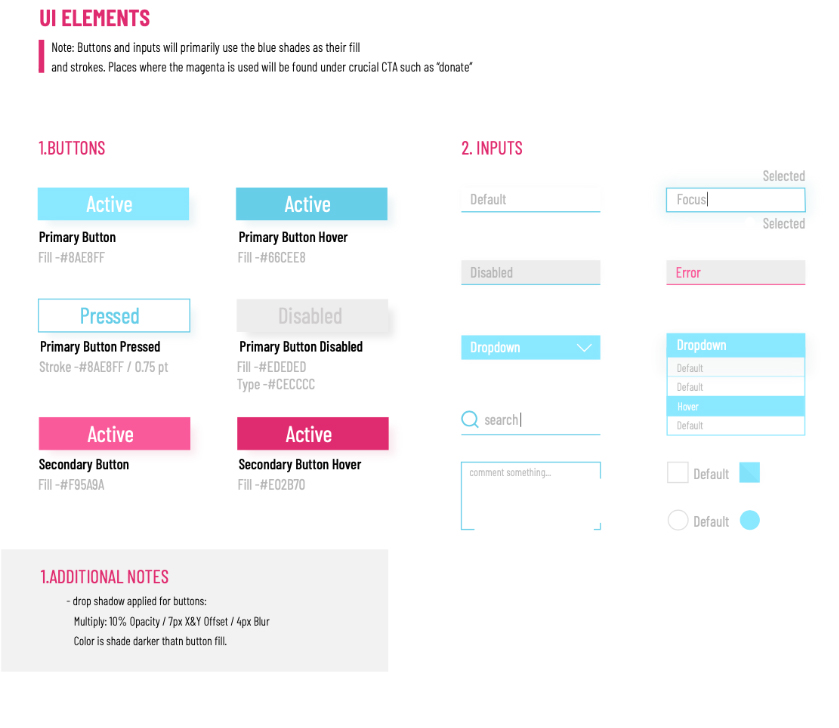 UI ELEMENTS
Note: Buttons and inputs will primarily use the blue shades as their fill
and strokes. Places where the magenta is used will be found under crucial CTA such as “donate”
1.BUTTONS
Active
Active
Primary Button
Primary Button Hover
Fill -#8AE8FF
Fill -#66CEE8
Pressed
Disabled
Primary Button Pressed
Primary Button Disabled
Stroke -#8AE8FF / 0.75 pt
Fill -#EDEDED
Type -#CECCCC
Active
Active
Secondary Button
Secondary Button Hover
Fill -#F95A9A
Fill -#E02B70
2. INPUTS
Selected
Default
Focus
Selected
Disabled
Error
Dropdown
Dropdown
Default
Default
Hover
Default
search
comment something...
Default
Default
1.ADDITIONAL NOTES
- drop shadow applied for buttons:
Multiply: 10% Opacity / 7px X&Y Offset / 4px Blur
Color is shade darker thatn button fill.